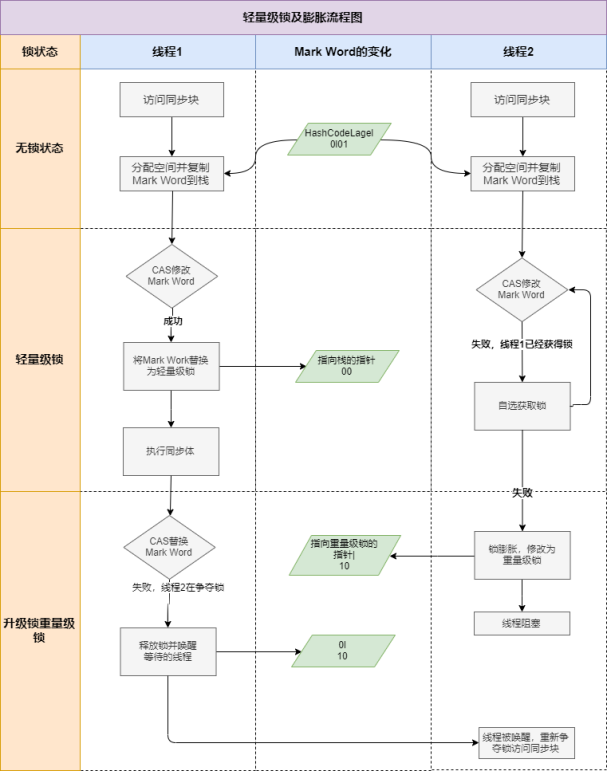 轻量级锁及膨胀流程图
锁状态
线程1
Mark Word的变化
线程2
无锁状态
访问同步块
HashCodeLageI
0I01
访问同步块
分配空间并复制
Mark Word到栈
分配空间并复制
Mark Word到栈
轻量级锁
CAS修改
Mark Word
CAS修改
Mark Word
成功
失败，线程1已经获得锁
将Mark Work替换
为轻量级锁
指向栈的指针
00
自选获取锁
执行同步体
失败
升级锁重量级
锁
CAS替换
Mark Word
指向重量级锁的
指针|
10
锁膨胀，修改为
重量级锁
失败，线程2在争夺锁
线程阻塞
释放锁并唤醒
等待的线程
0I
10
线程被唤醒，重新争
夺锁访问同步块